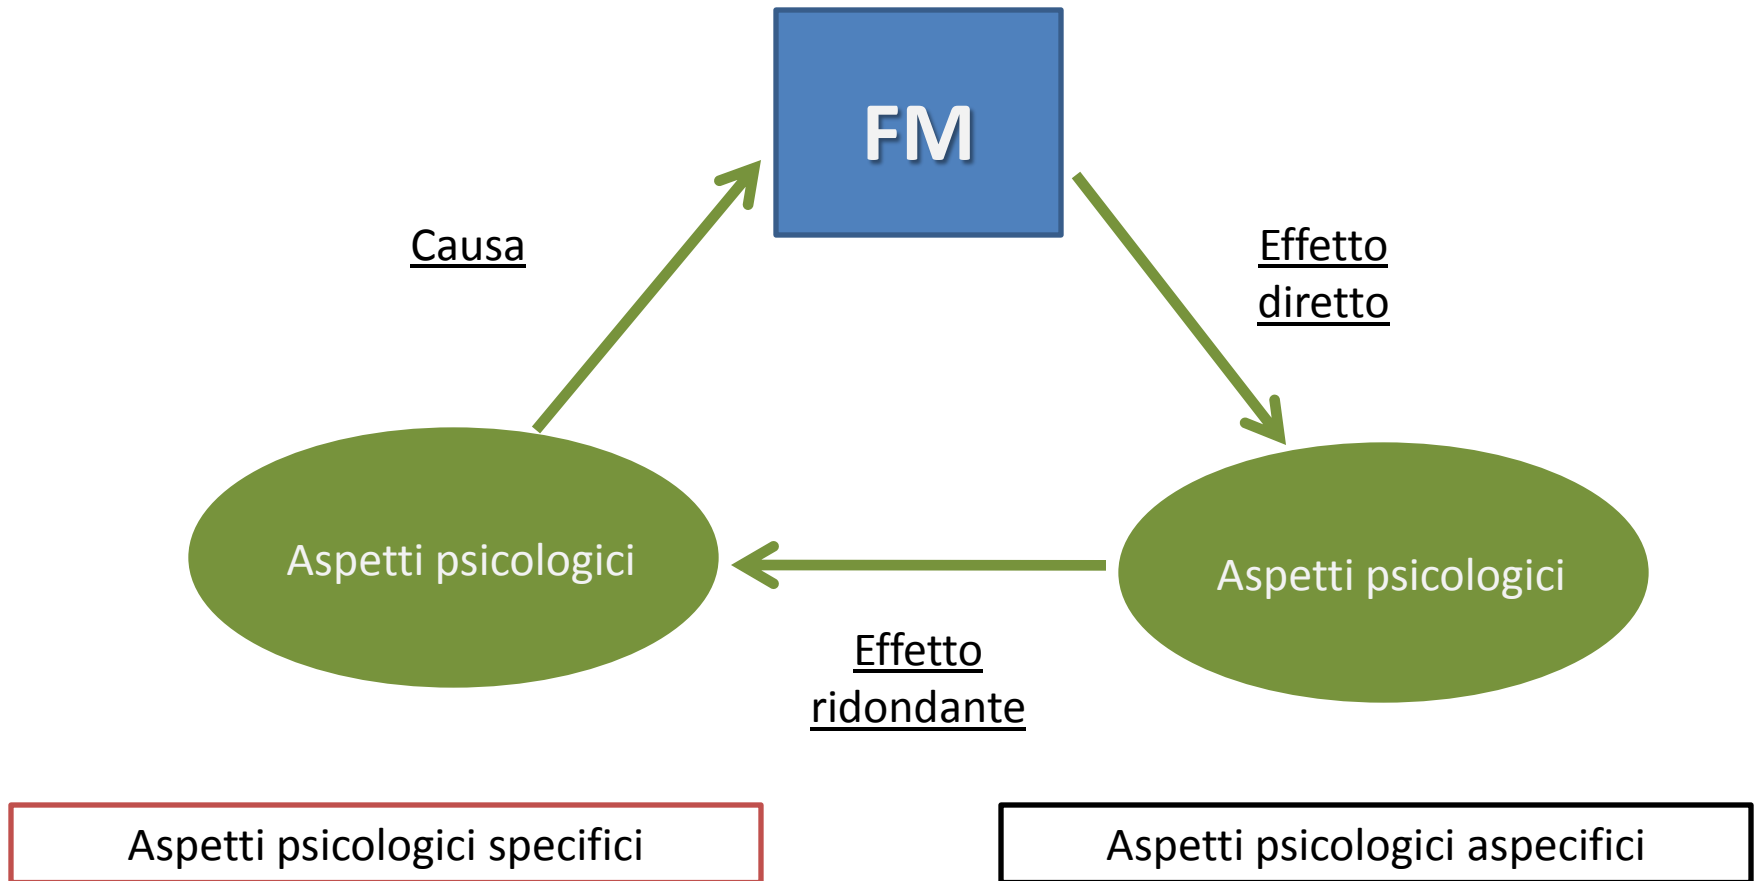 FM
Causa
Effetto
diretto
Aspetti psicologici
Aspetti psicologici
Effetto
ridondante
Aspetti psicologici specifici
Aspetti psicologici aspecifici